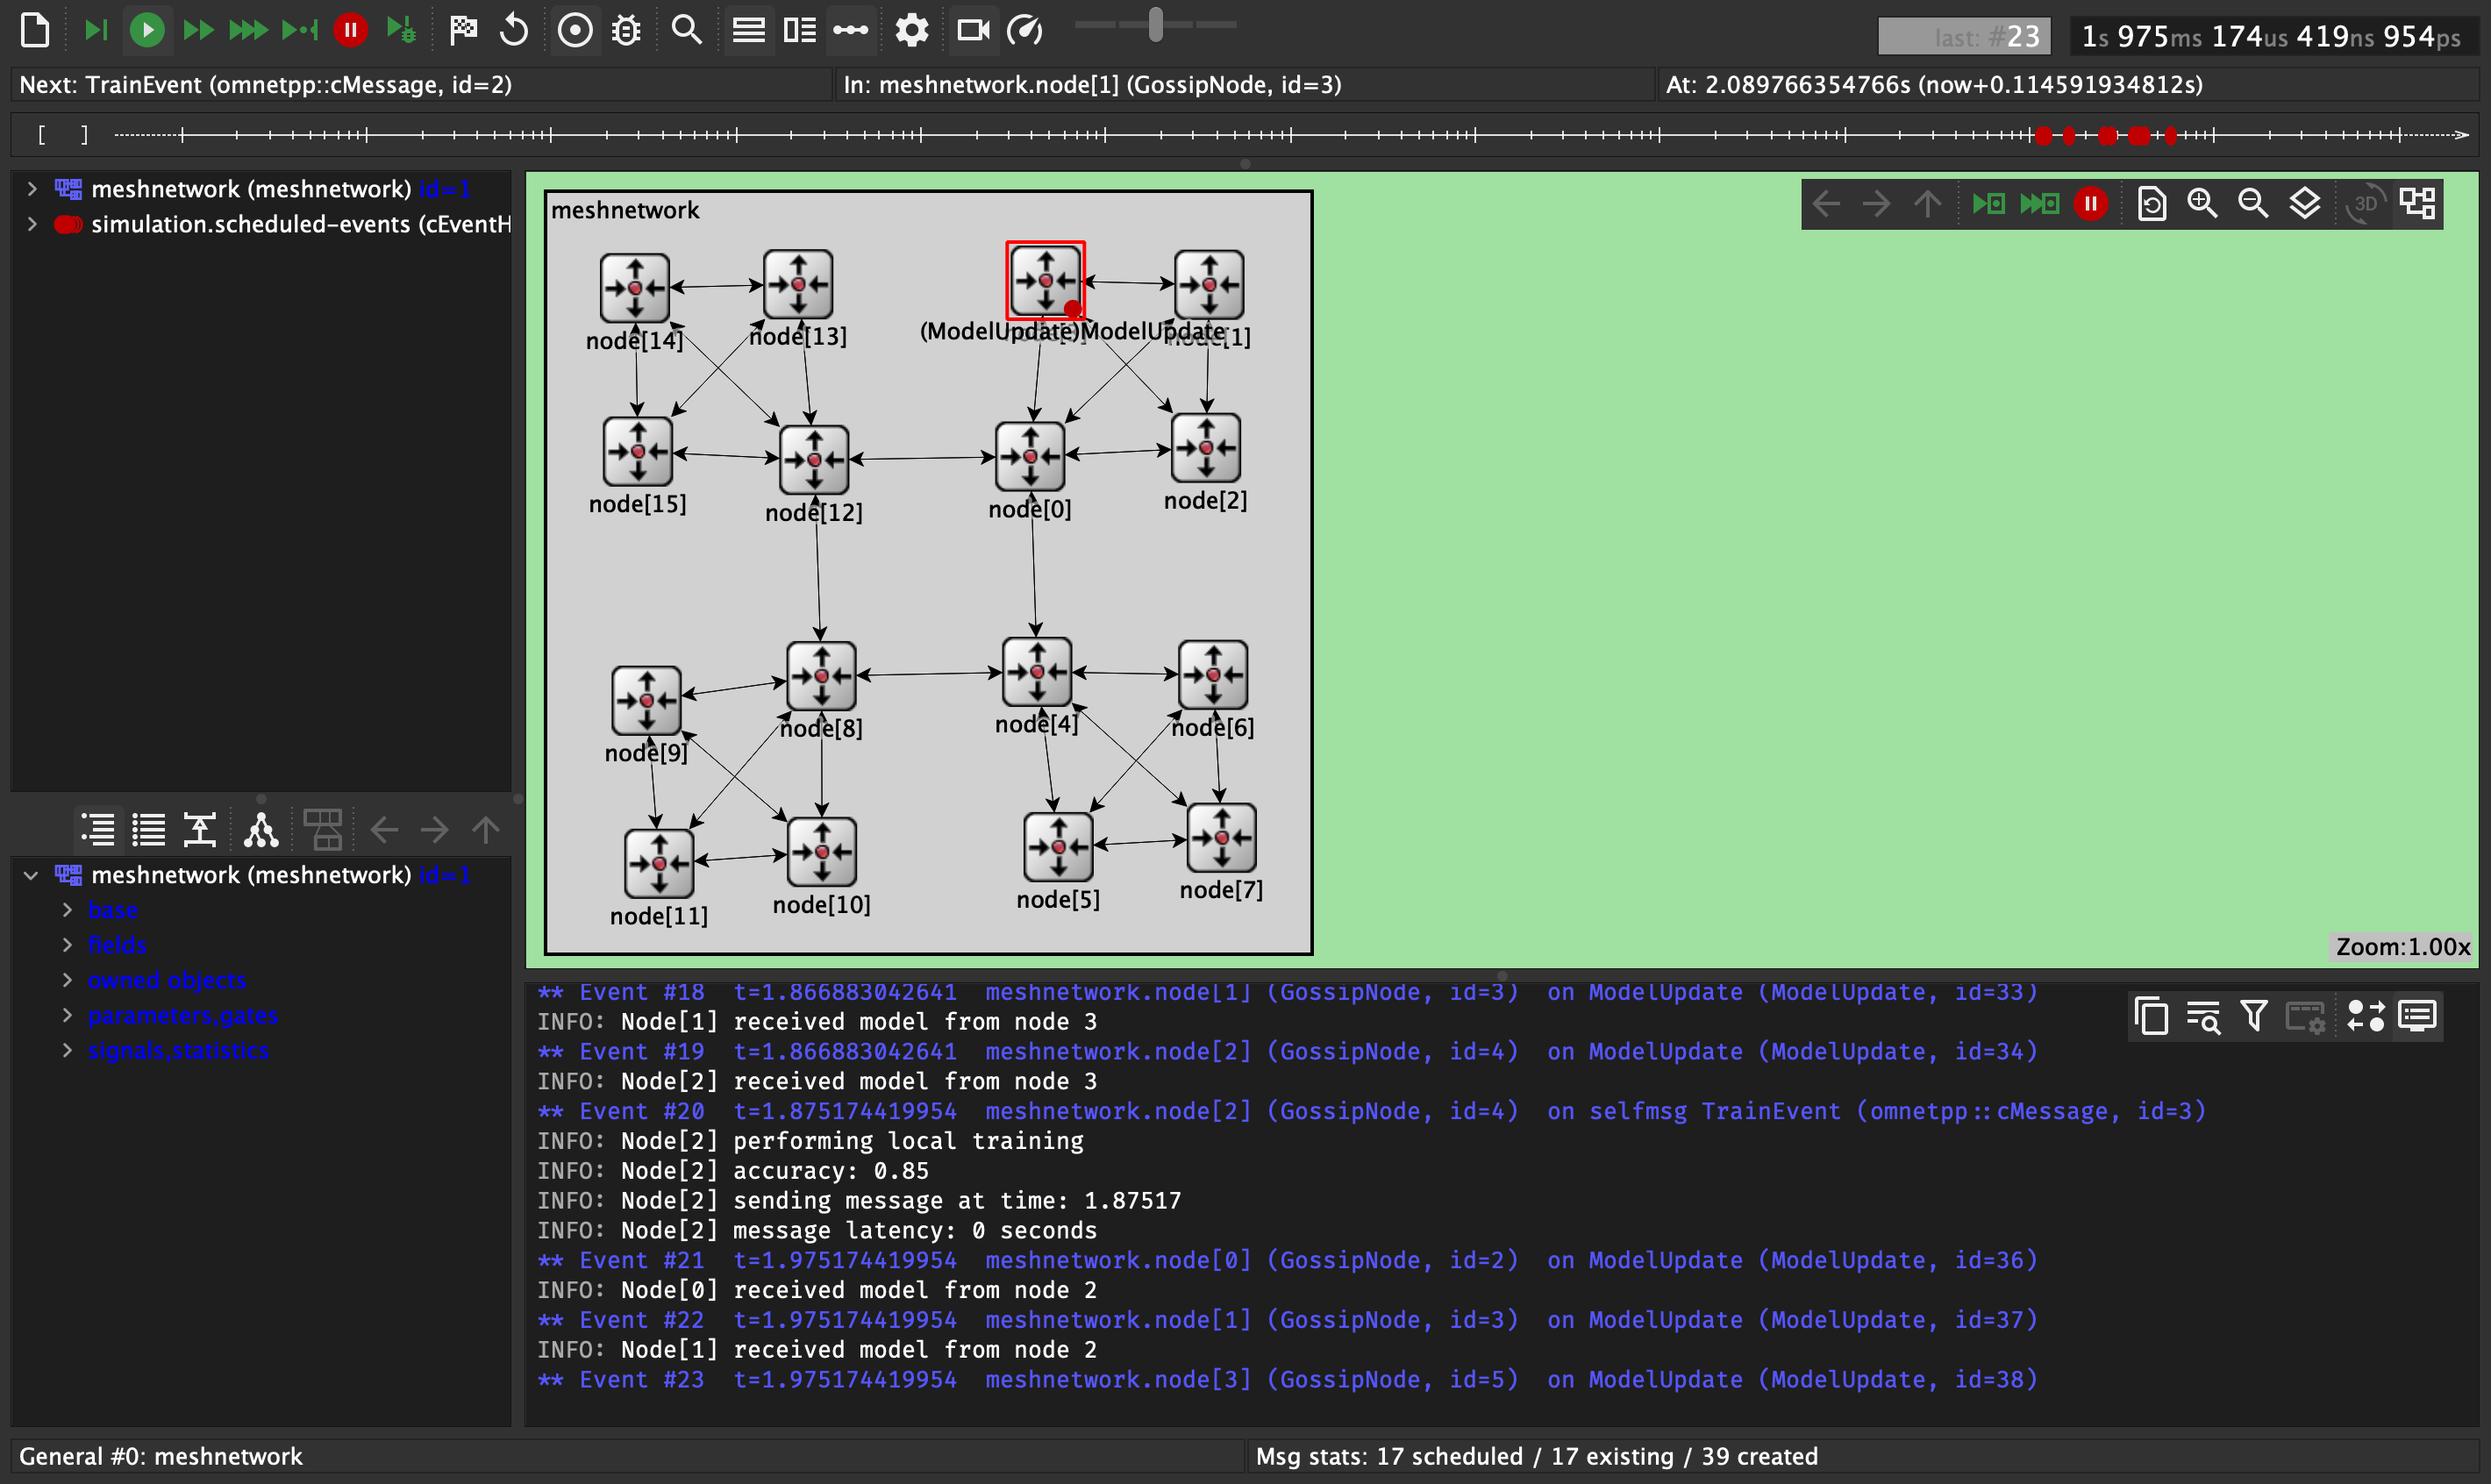 last: #23
1s 975ms 174us 419ns 954ps
Next: TrainEvent (omnetpp::cMessage, id=2)
In: meshnetwork.node[1] (GossipNode, id=3)
At: 2.089766354766s (now+0.114591934812s)
[ ]
meshnetwork (meshnetwork) id=1
simulation.scheduled-events (cEventH
meshnetwork
3D
node[14]
node[13]
(ModelUpdate)ModelUpdate
node[1]
node[15]
node[12]
node[0]
node[2]
node[9]
node[8]
node[4]
node[6]
node[11]
node[10]
node[5]
node[7]
Zoom:1.00x
meshnetwork (meshnetwork) id=1
base
fields
owned objects
parameters,gates
signals,statistics
** Event #18 t=1.866883042641 meshnetwork.node[1] (GossipNode, id=3) on ModelUpdate (ModelUpdate, id=33)
INFO: Node[1] received model from node 3
** Event #19 t=1.866883042641 meshnetwork.node[2] (GossipNode, id=4) on ModelUpdate (ModelUpdate, id=34)
INFO: Node[2] received model from node 3
** Event #20 t=1.875174419954 meshnetwork.node[2] (GossipNode, id=4) on selfmsg TrainEvent (omnetpp::cMessage, id=3)
INFO: Node[2] performing local training
INFO: Node[2] accuracy: 0.85
INFO: Node[2] sending message at time: 1.87517
INFO: Node[2] message latency: 0 seconds
** Event #21 t=1.975174419954 meshnetwork.node[0] (GossipNode, id=2) on ModelUpdate (ModelUpdate, id=36)
INFO: Node[0] received model from node 2
** Event #22 t=1.975174419954 meshnetwork.node[1] (GossipNode, id=3) on ModelUpdate (ModelUpdate, id=37)
INFO: Node[1] received model from node 2
** Event #23 t=1.975174419954 meshnetwork.node[3] (GossipNode, id=5) on ModelUpdate (ModelUpdate, id=38)
General #0: meshnetwork
Msg stats: 17 scheduled / 17 existing / 39 created